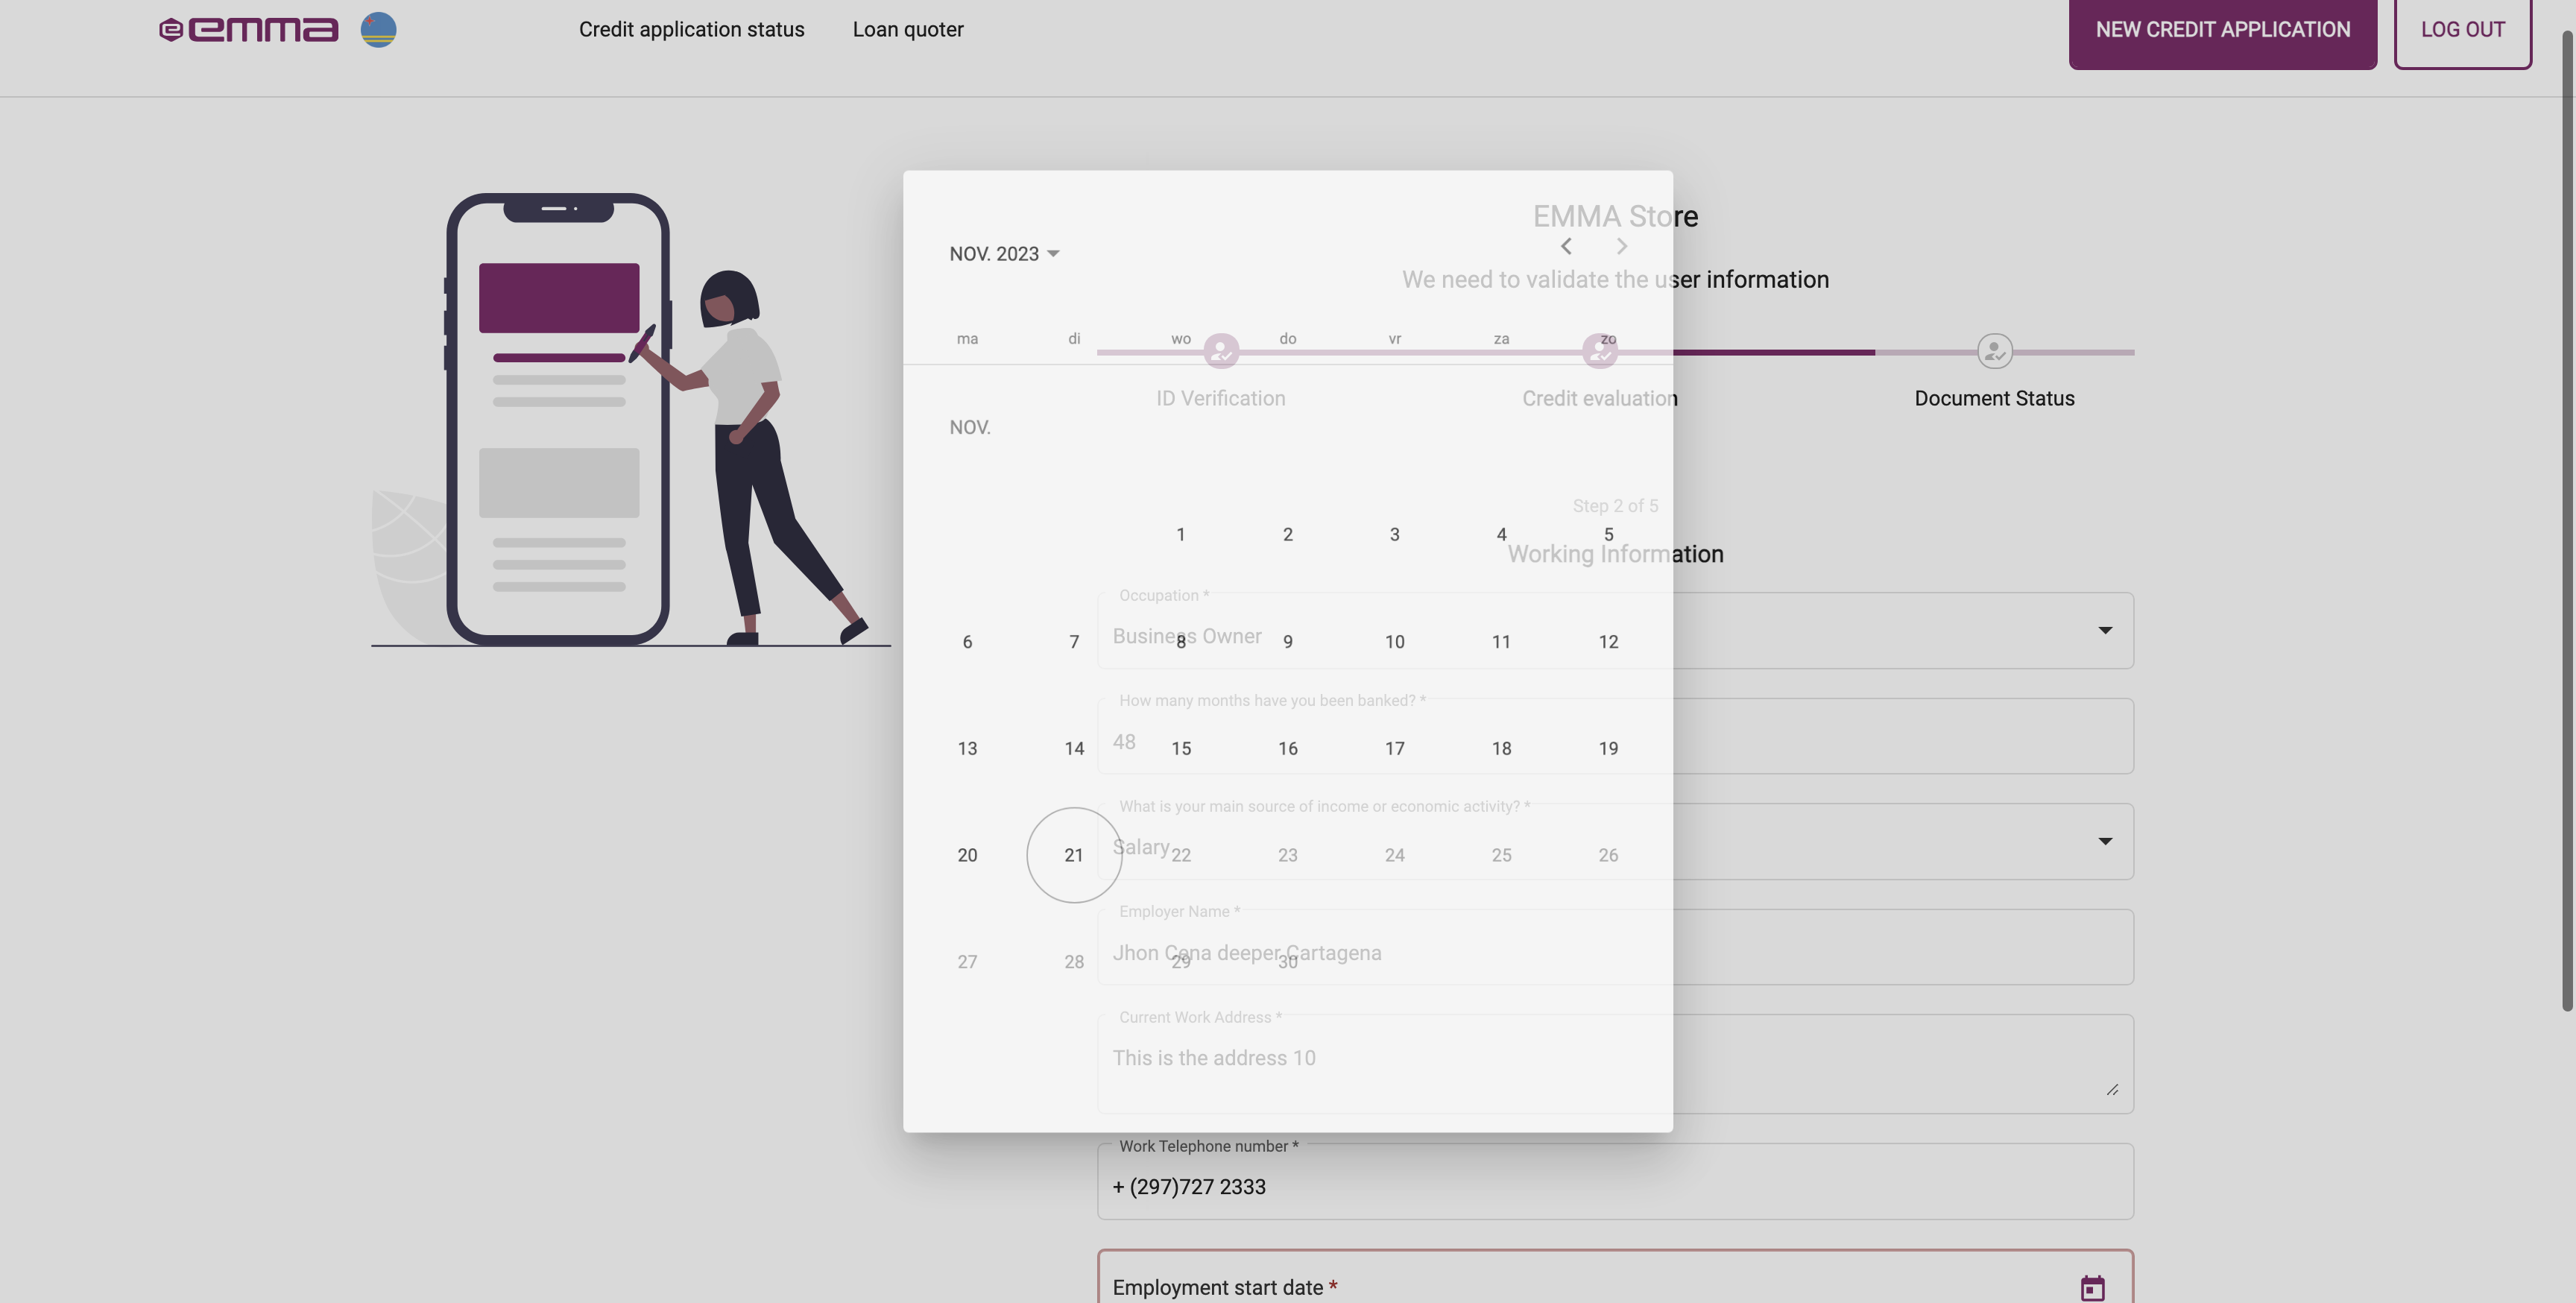 emma
Credit application status
Loan quoter
NEW CREDIT APPLICATION
LOG OUT
EMMA Store
NOV. 2023
We need to validate the user information
ma di wo do vr za zo
ID Verification
Credit evaluation
Document Status
NOV.
Step 2 of 5
1 2 3 4 5
Working Information
Occupation *
Business Owner
6 7 8 9 10 11 12
How many months have you been banked? *
48
13 14 15 16 17 18 19
What is your main source of income or economic activity? *
Salary
20 21 22 23 24 25 26
Employer Name *
Jhon Cena deeper Cartagena
27 28 29 30
Current Work Address *
This is the address 10
Work Telephone number *
+ (297)727 2333
Employment start date *